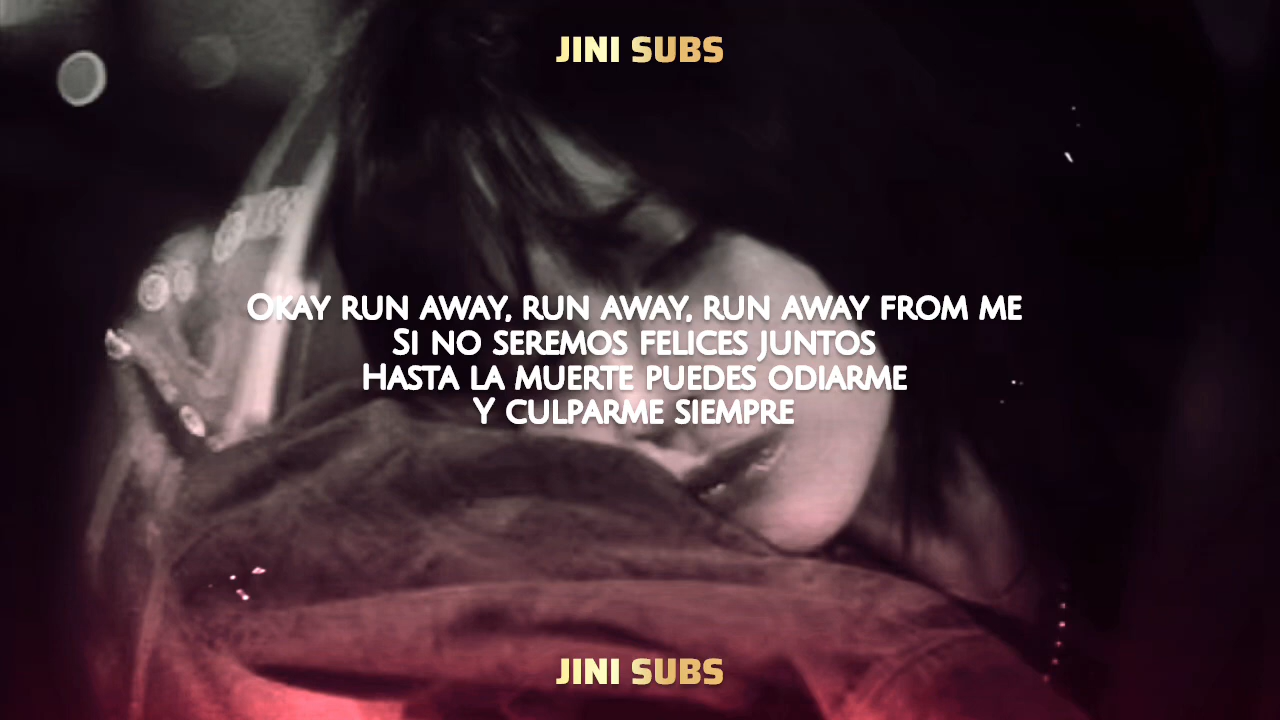 JINI SUBS
Okay run away, run away, run away from me
Si no seremos felices juntos
Hasta la muerte puedes odiarme
Y culparme siempre
JINI SUBS